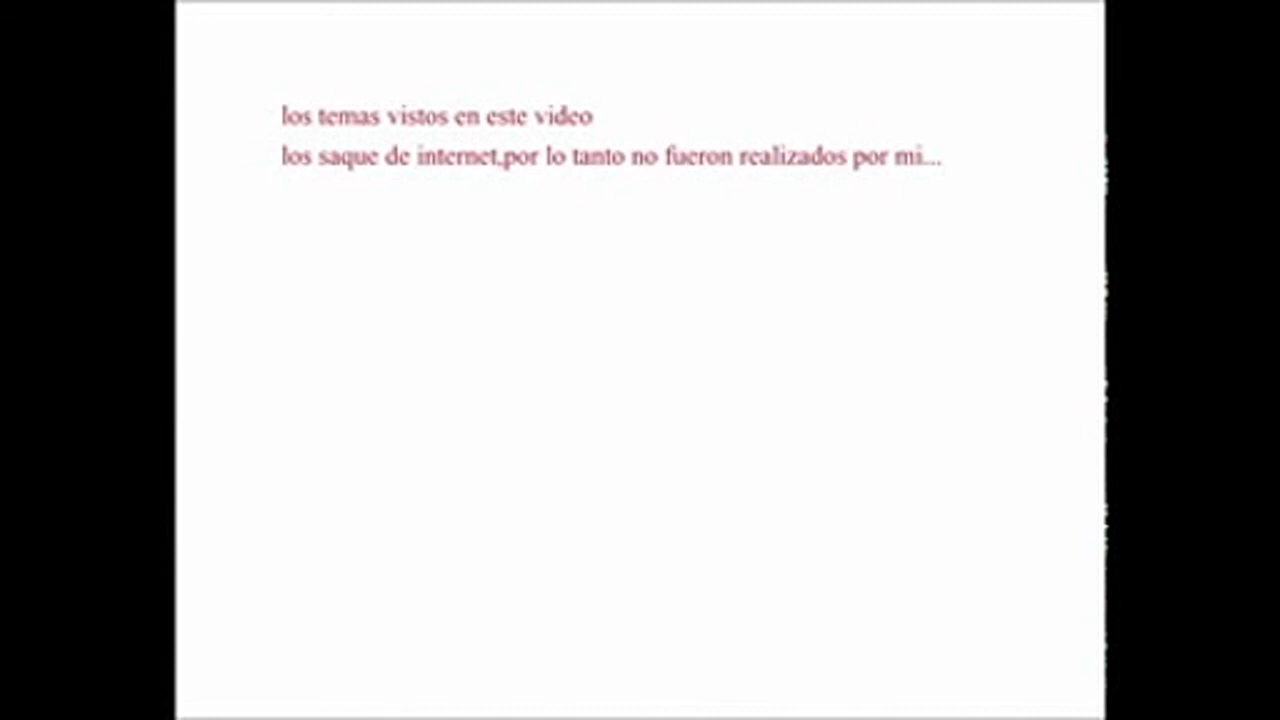 los temas vistos en este video
los saque de internet,por lo tanto no fueron realizados por mi...